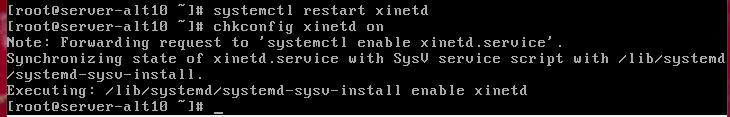 [root@server-alt10 ~]# systemctl restart xinetd
[root@server-alt10 ~]# chkconfig xinetd on
Note: Forwarding request to 'systemctl enable xinetd.service'.
Synchronizing state of xinetd.service with SysV service script with /lib/systemd
/systemd-sysv-install.
Executing: /lib/systemd/systemd-sysv-install enable xinetd
[root@server-alt10 ~]# _